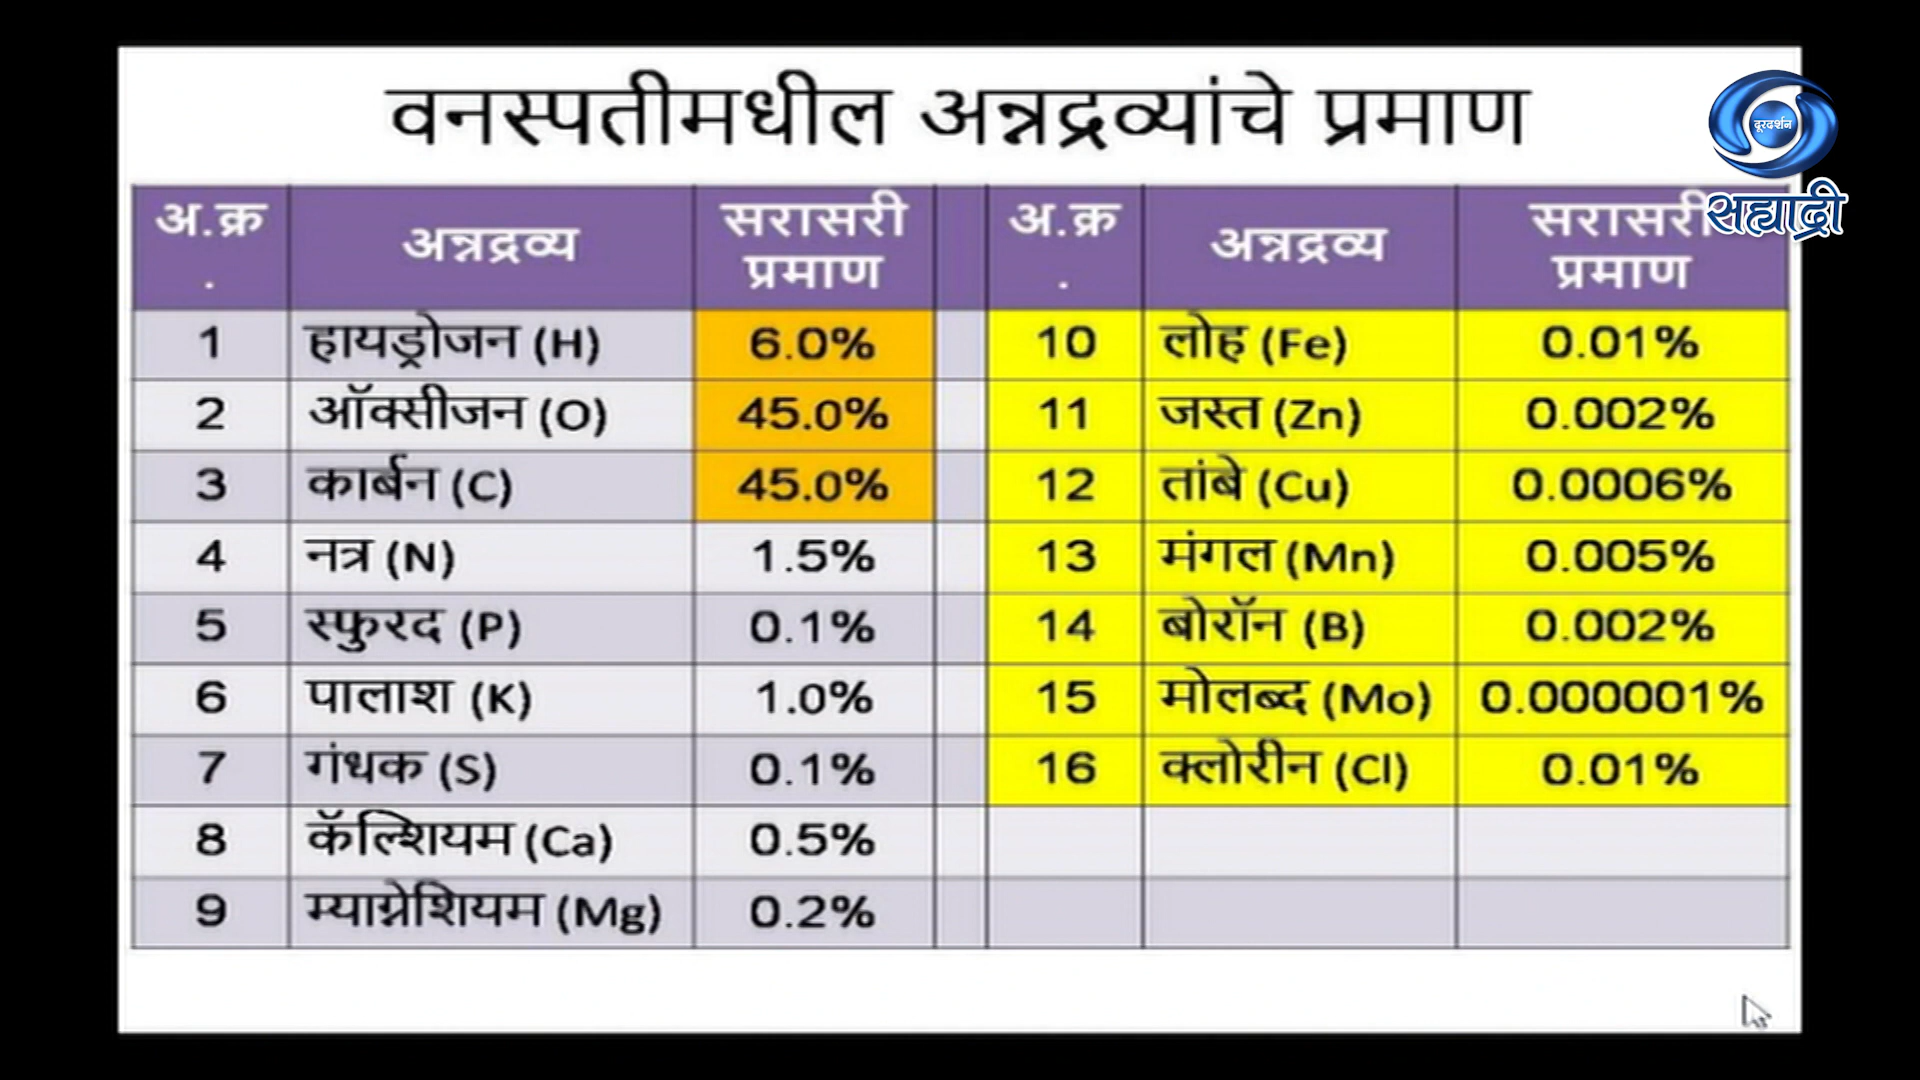 वनस्पतीमधील अन्नद्रव्यांचे प्रमाण
दूरदर्शन
सह्याद्री
अ.क्र. अन्नद्रव्य सरासरी प्रमाण अ.क्र. अन्नद्रव्य सरासरी प्रमाण
1 हायड्रोजन (H) 6.0% 10 लोह (Fe) 0.01%
2 ऑक्सीजन (O) 45.0% 11 जस्त (Zn) 0.002%
3 कार्बन (C) 45.0% 12 तांबे (Cu) 0.0006%
4 नत्र (N) 1.5% 13 मंगल (Mn) 0.005%
5 स्फुरद (P) 0.1% 14 बोरॉन (B) 0.002%
6 पालाश (K) 1.0% 15 मोलब्द (Mo) 0.000001%
7 गंधक (S) 0.1% 16 क्लोरीन (Cl) 0.01%
8 कॅल्शियम (Ca) 0.5%
9 म्याग्नेशियम (Mg) 0.2%